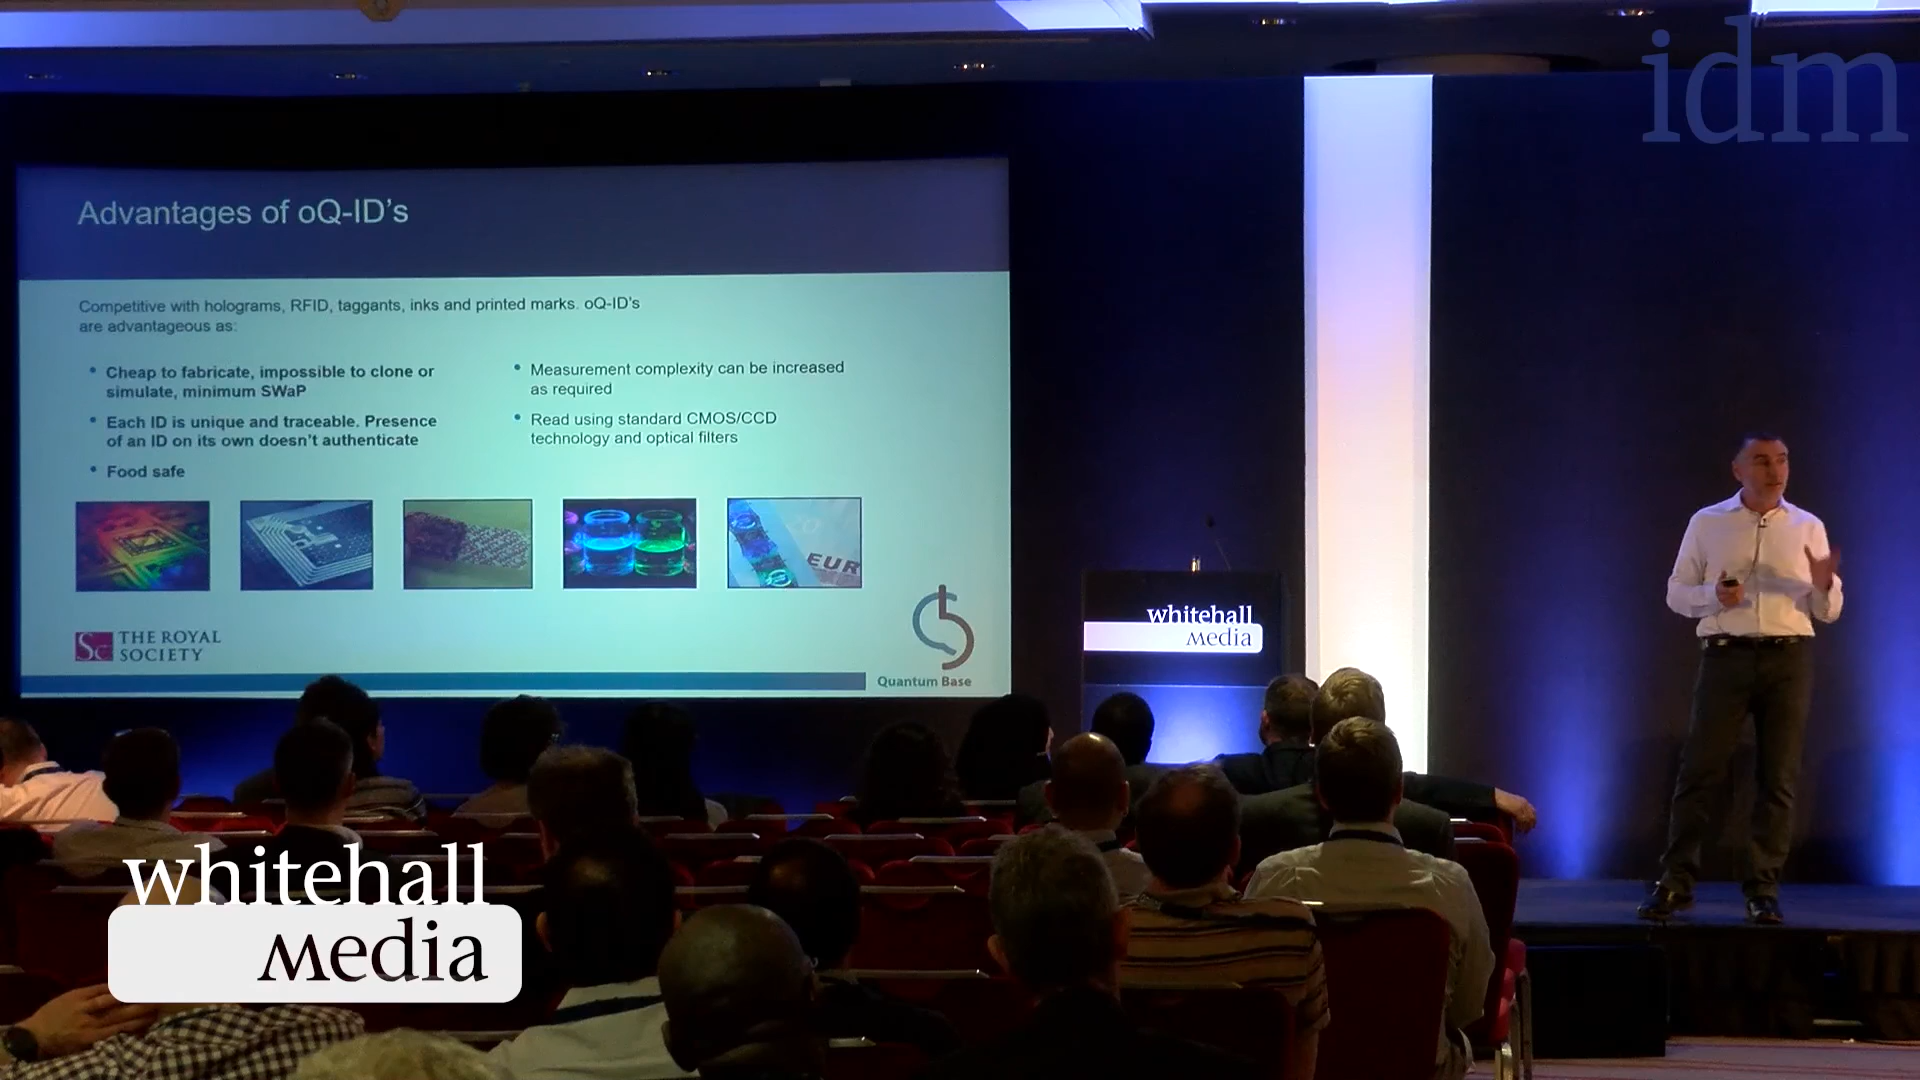 idm
Advantages of oQ-ID's
Competitive with holograms, RFID, taggants, inks and printed marks. oQ-ID's
are advantageous as:
• Cheap to fabricate, impossible to clone or
simulate, minimum SWaP
• Each ID is unique and traceable. Presence
of an ID on its own doesn't authenticate
• Food safe
• Measurement complexity can be increased
as required
• Read using standard CMOS/CCD
technology and optical filters
EUR
THE ROYAL
SOCIETY
Quantum Base
whitehall
Media
whitehall
Media